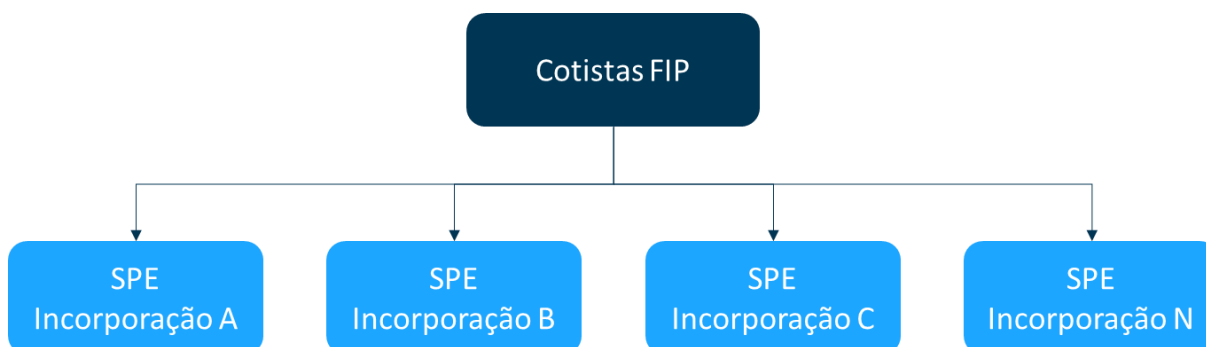 Cotistas FIP
SPE
Incorporação A
SPE
Incorporação B
SPE
Incorporação C
SPE
Incorporação N